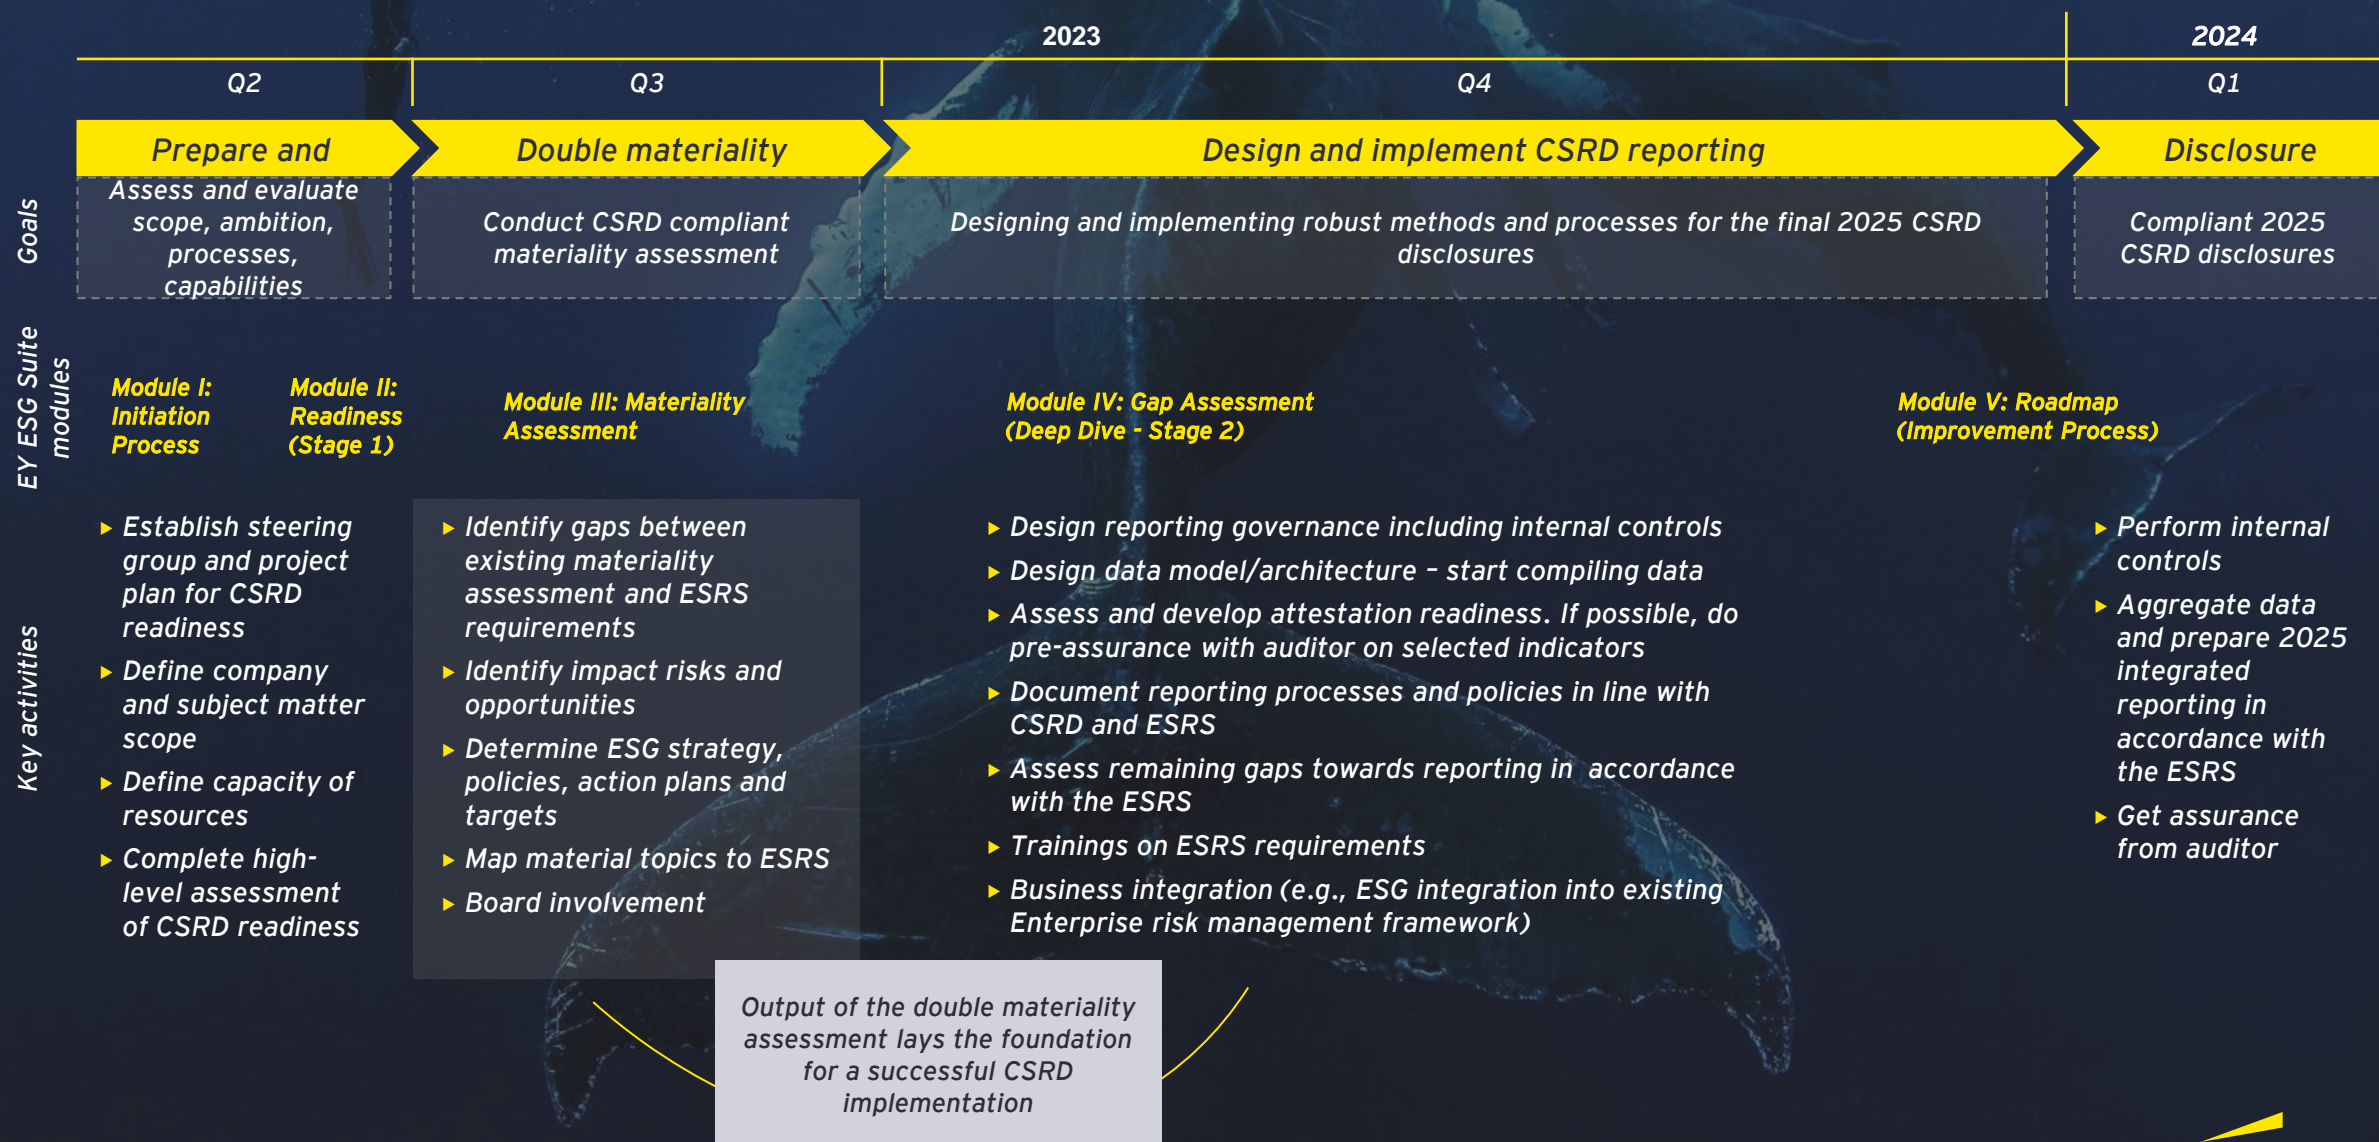 2023
2024
Q2
Q3
Q4
Q1
Prepare and
Double materiality
Design and implement CSRD reporting
Disclosure
Goals
Assess and evaluate
scope, ambition,
processes,
capabilities
Conduct CSRD compliant
materiality assessment
Designing and implementing robust methods and processes for the final 2025 CSRD
disclosures
Compliant 2025
CSRD disclosures
EY ESG Suite
modules
Module I:
Initiation
Process
Module II:
Readiness
(Stage 1)
Module III: Materiality
Assessment
Module IV: Gap Assessment
(Deep Dive - Stage 2)
Module V: Roadmap
(Improvement Process)
Key activities
► Establish steering
group and project
plan for CSRD
readiness
► Define company
and subject matter
scope
► Define capacity of
resources
► Complete high-
level assessment
of CSRD readiness
► Identify gaps between
existing materiality
assessment and ESRS
requirements
► Identify impact risks and
opportunities
► Determine ESG strategy,
policies, action plans and
targets
► Map material topics to ESRS
► Board involvement
► Design reporting governance including internal controls
► Design data model/architecture – start compiling data
► Assess and develop attestation readiness. If possible, do
pre-assurance with auditor on selected indicators
► Document reporting processes and policies in line with
CSRD and ESRS
► Assess remaining gaps towards reporting in accordance
with the ESRS
► Trainings on ESRS requirements
► Business integration (e.g., ESG integration into existing
Enterprise risk management framework)
► Perform internal
controls
► Aggregate data
and prepare 2025
integrated
reporting in
accordance with
the ESRS
► Get assurance
from auditor
Output of the double materiality
assessment lays the foundation
for a successful CSRD
implementation